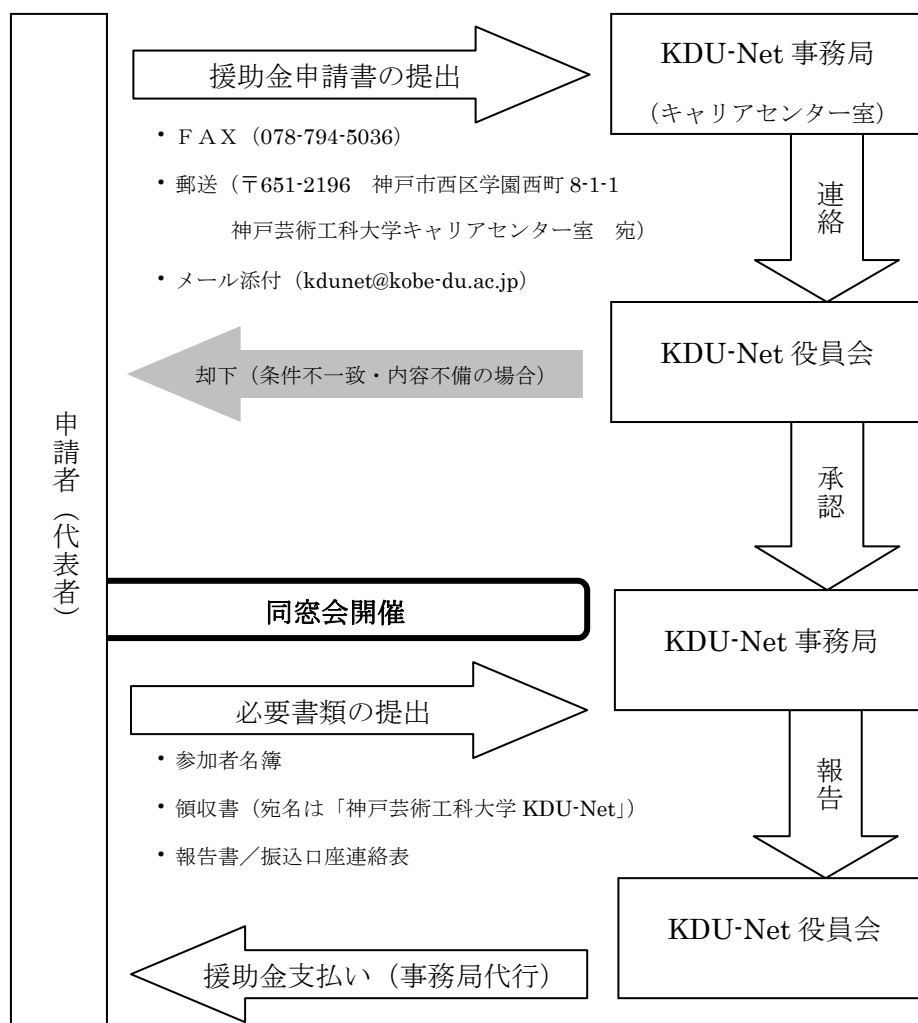 申請者（代表者）
援助金申請書の提出
・ＦＡＸ（078-794-5036）
・郵送（〒651-2196　神戸市西区学園西町 8-1-1
神戸芸術工科大学キャリアセンター室　宛）
・メール添付（kdunet@kobe-du.ac.jp）
KDU-Net 事務局
（キャリアセンター室）
連絡
KDU-Net 役員会
却下（条件不一致・内容不備の場合）
承認
同窓会開催
KDU-Net 事務局
必要書類の提出
・参加者名簿
・領収書（宛名は「神戸芸術工科大学 KDU-Net」）
・報告書／振込口座連絡表
報告
KDU-Net 役員会
援助金支払い（事務局代行）